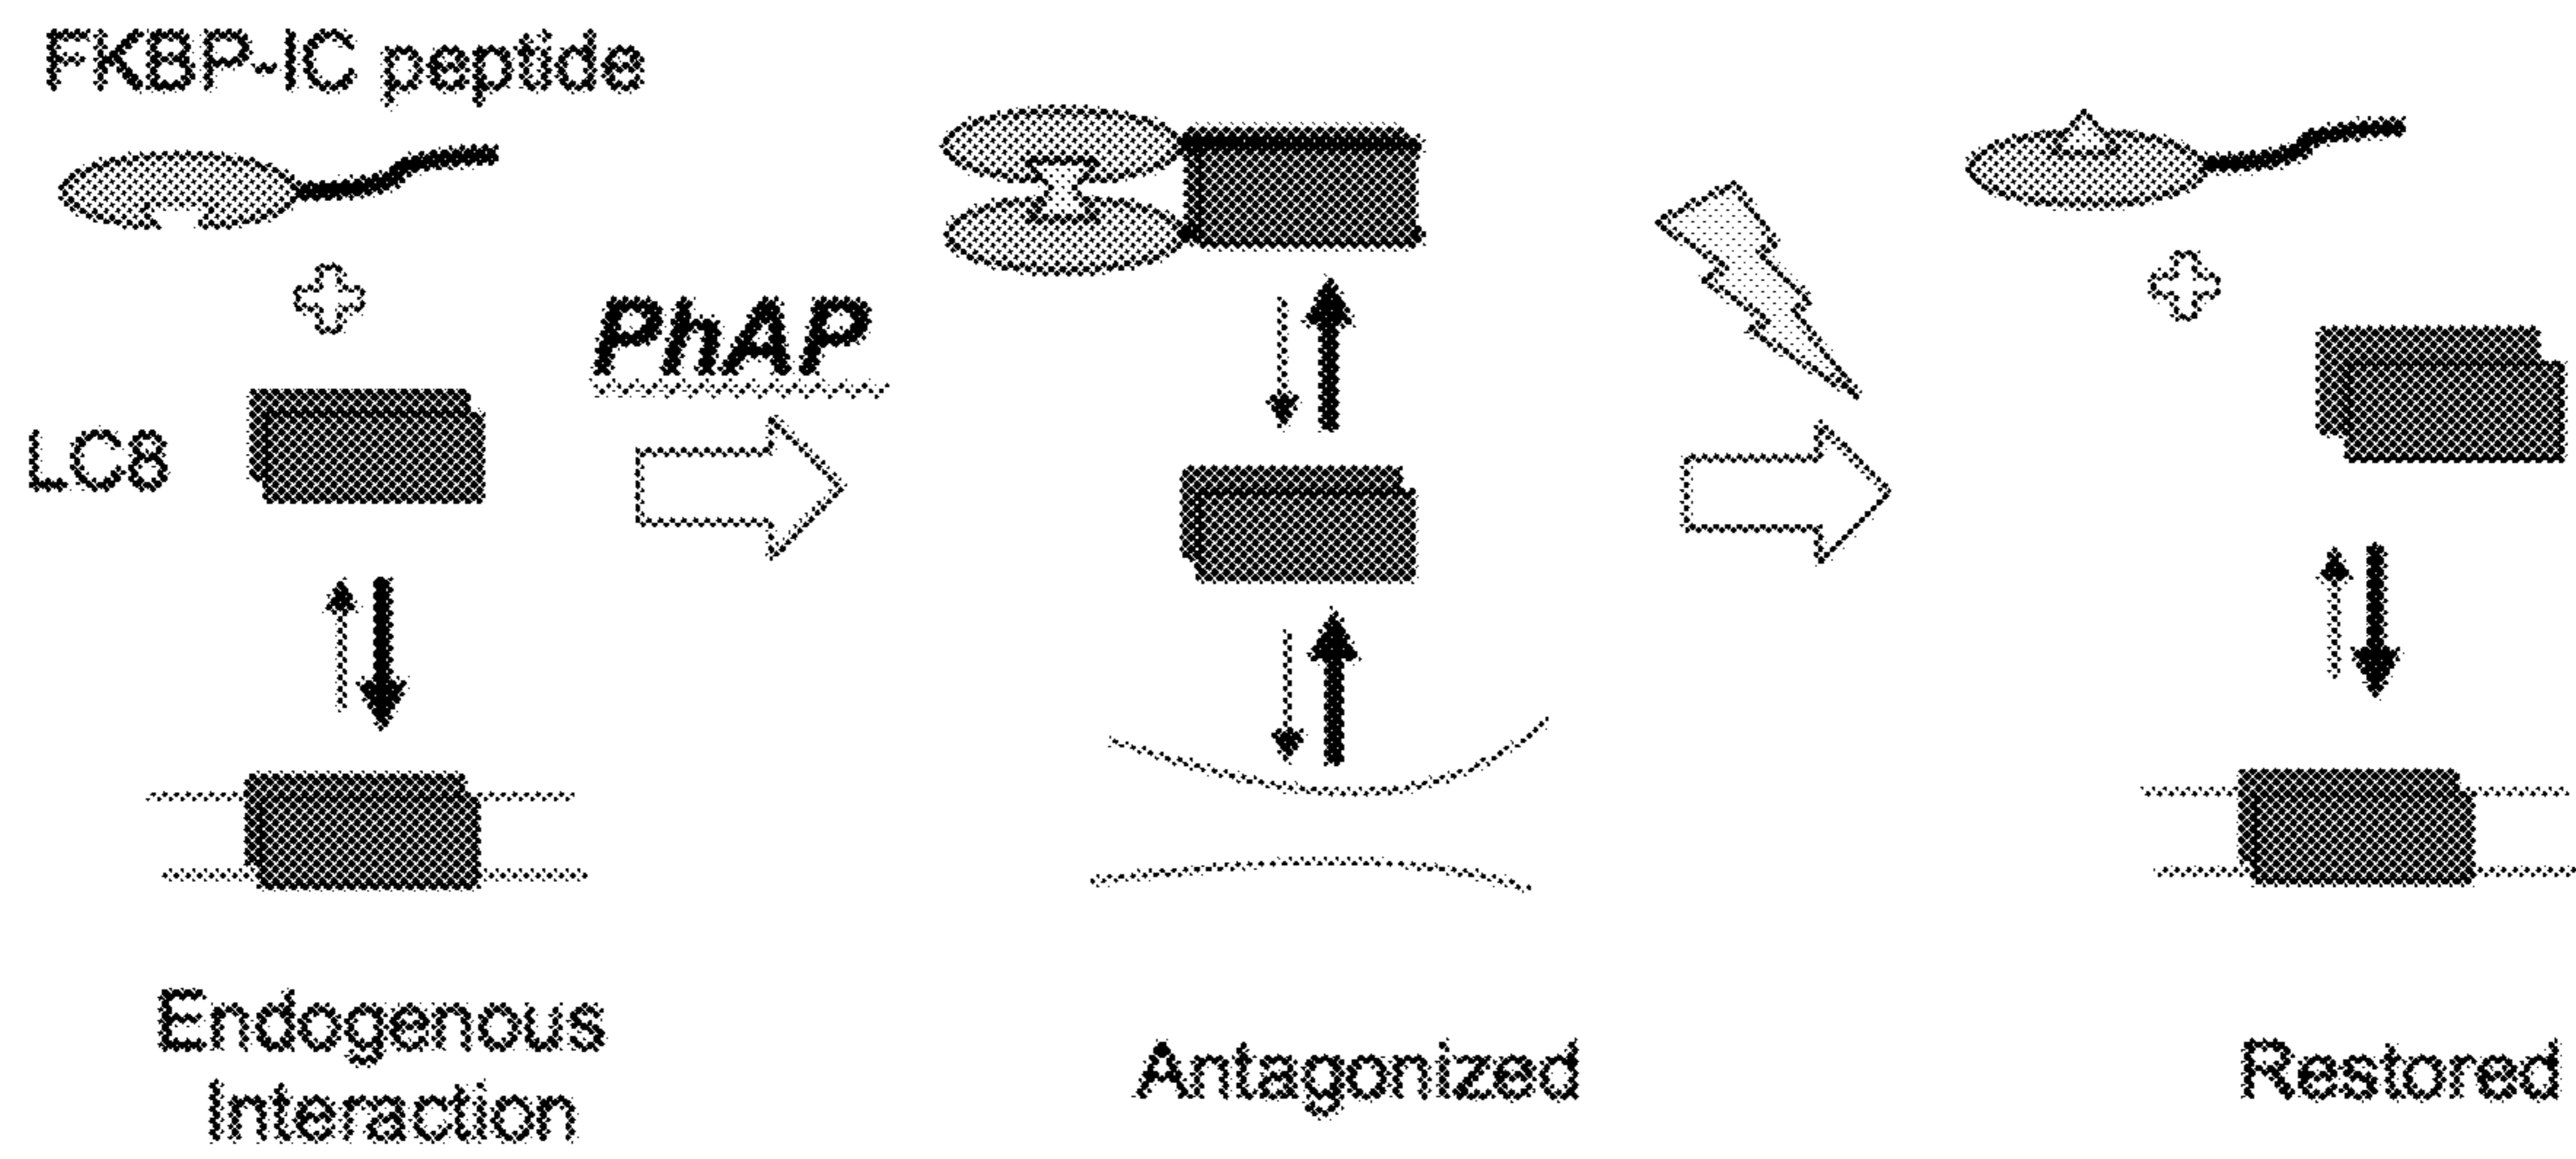 FKBP-IC peptide
PhAP
LC8
Endogenous
Interaction
Antagonized
Restored